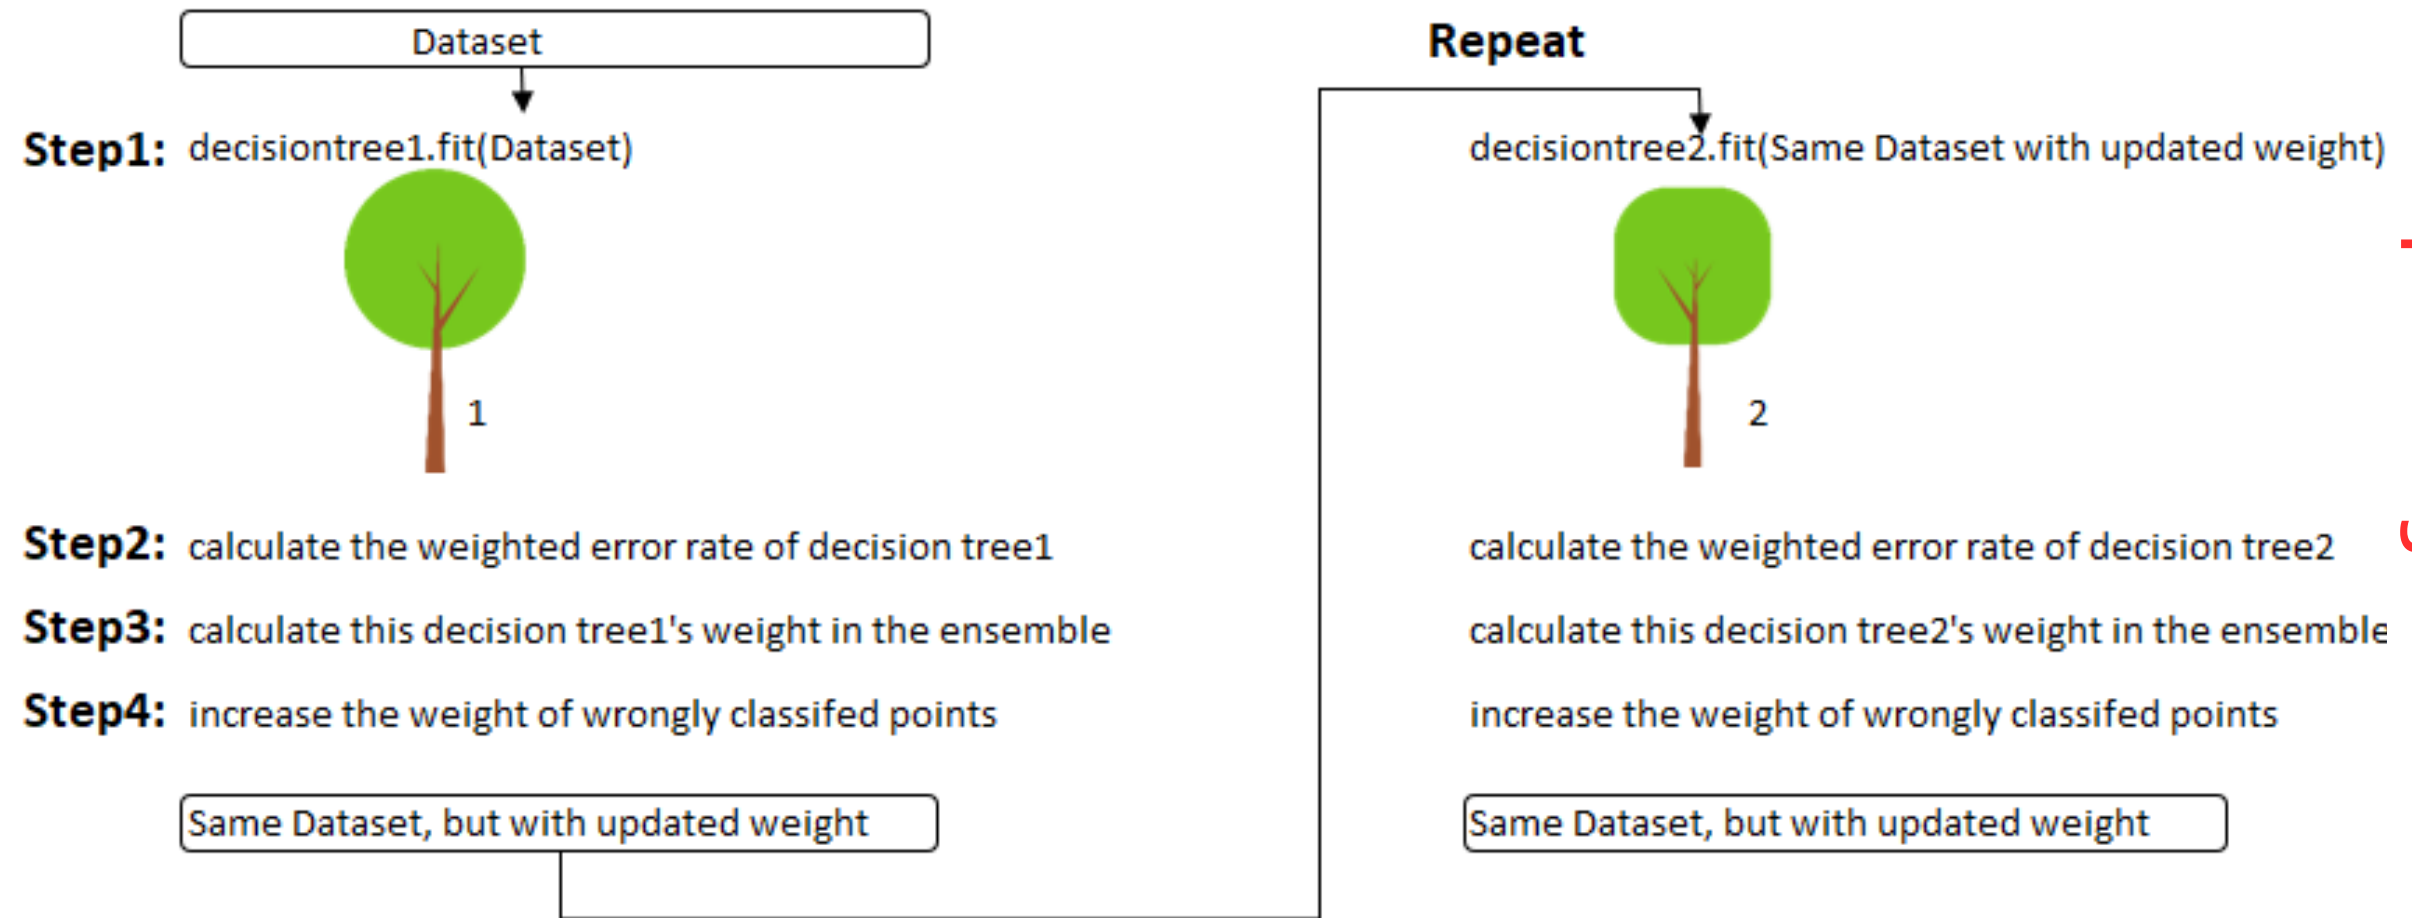 Dataset
Step1: decisiontree1.fit(Dataset)
1
Step2: calculate the weighted error rate of decision tree1
Step3: calculate this decision tree1's weight in the ensemble
Step4: increase the weight of wrongly classifed points
Same Dataset, but with updated weight
Repeat
decisiontree2.fit(Same Dataset with updated weight)
2
calculate the weighted error rate of decision tree2
calculate this decision tree2's weight in the ensemble
increase the weight of wrongly classifed points
Same Dataset, but with updated weight